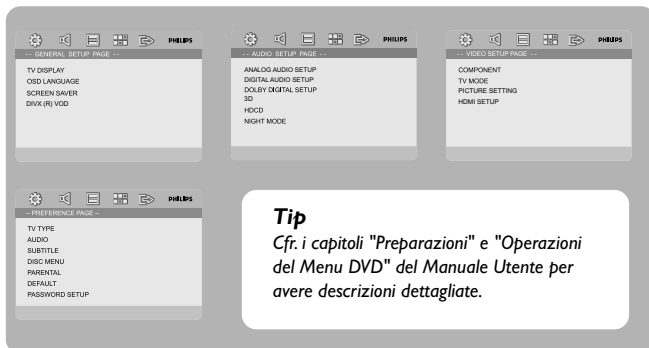 PHILIPS
- - GENERAL SETUP PAGE - -
TV DISPLAY
OSD LANGUAGE
SCREEN SAVER
DIVX (R) VOD
PHILIPS
- - AUDIO SETUP PAGE - -
ANALOG AUDIO SETUP
DIGITAL AUDIO SETUP
DOLBY DIGITAL SETUP
3D
HDCD
NIGHT MODE
PHILIPS
- - VIDEO SETUP PAGE - -
COMPONENT
TV MODE
PICTURE SETTING
HDMI SETUP
PHILIPS
-- PREFERENCE PAGE --
TV TYPE
AUDIO
SUBTITLE
DISC MENU
PARENTAL
DEFAULT
PASSWORD SETUP
Tip
Cfr. i capitoli "Preparazioni" e "Operazioni
del Menu DVD" del Manuale Utente per
avere descrizioni dettagliate.